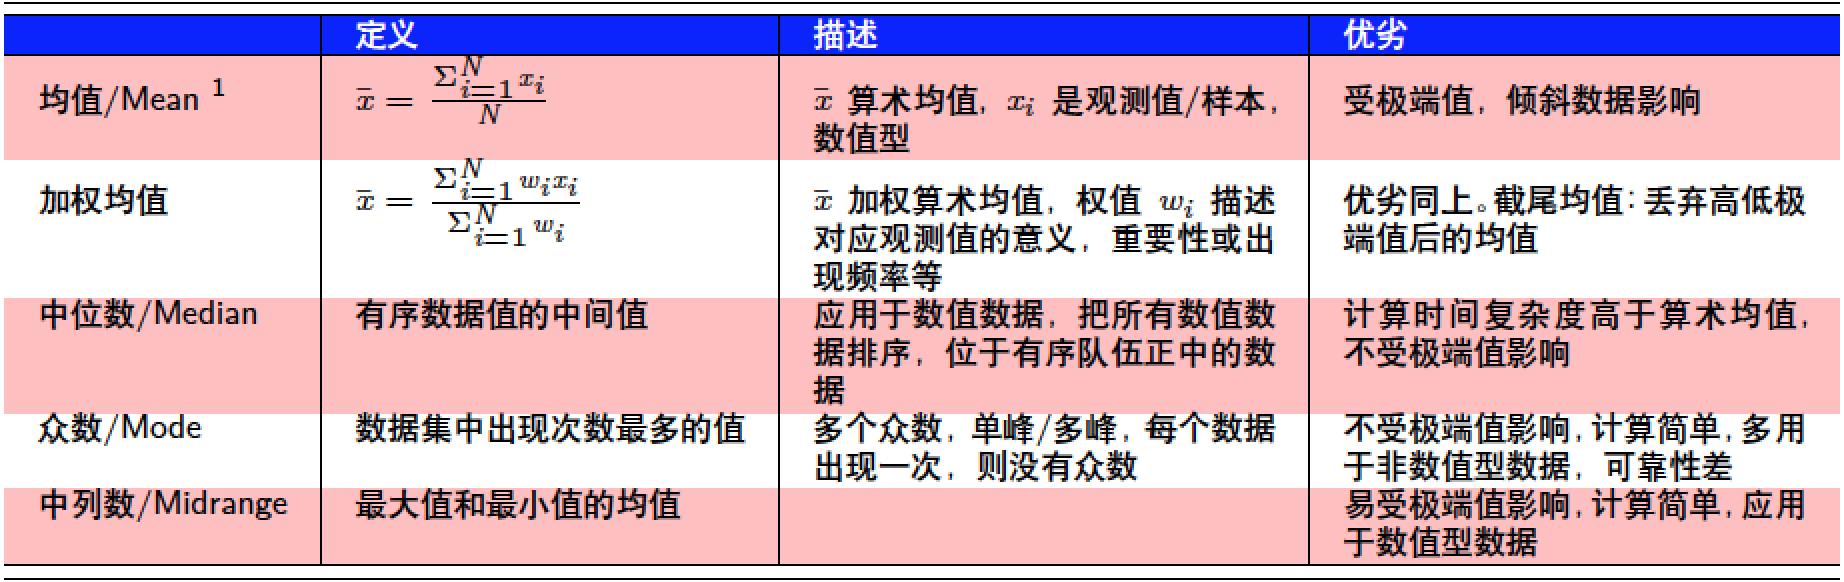 定义 描述 优劣
均值/Mean ¹ x̄ = Σ_{i=1}^{N} x_i / N x̄ 算术均值，x_i 是观测值/样本， 受极端值，倾斜数据影响
数值型
加权均值 x̄ = Σ_{i=1}^{N} w_i x_i / Σ_{i=1}^{N} w_i x̄ 加权算术均值，权值 w_i 描述 优劣同上。截尾均值：丢弃高低极
对应观测值的意义，重要性或出 端值后的均值
现频率等
中位数/Median 有序数据值的中间值 应用于数值数据，把所有数值数 计算时间复杂度高于算术均值，
据排序，位于有序队伍正中的数 不受极端值影响
据
众数/Mode 数据集中出现次数最多的值 多个众数，单峰/多峰，每个数据 不受极端值影响，计算简单，多用
出现一次，则没有众数 于非数值型数据，可靠性差
中列数/Midrange 最大值和最小值的均值 易受极端值影响，计算简单，应用
于数值型数据